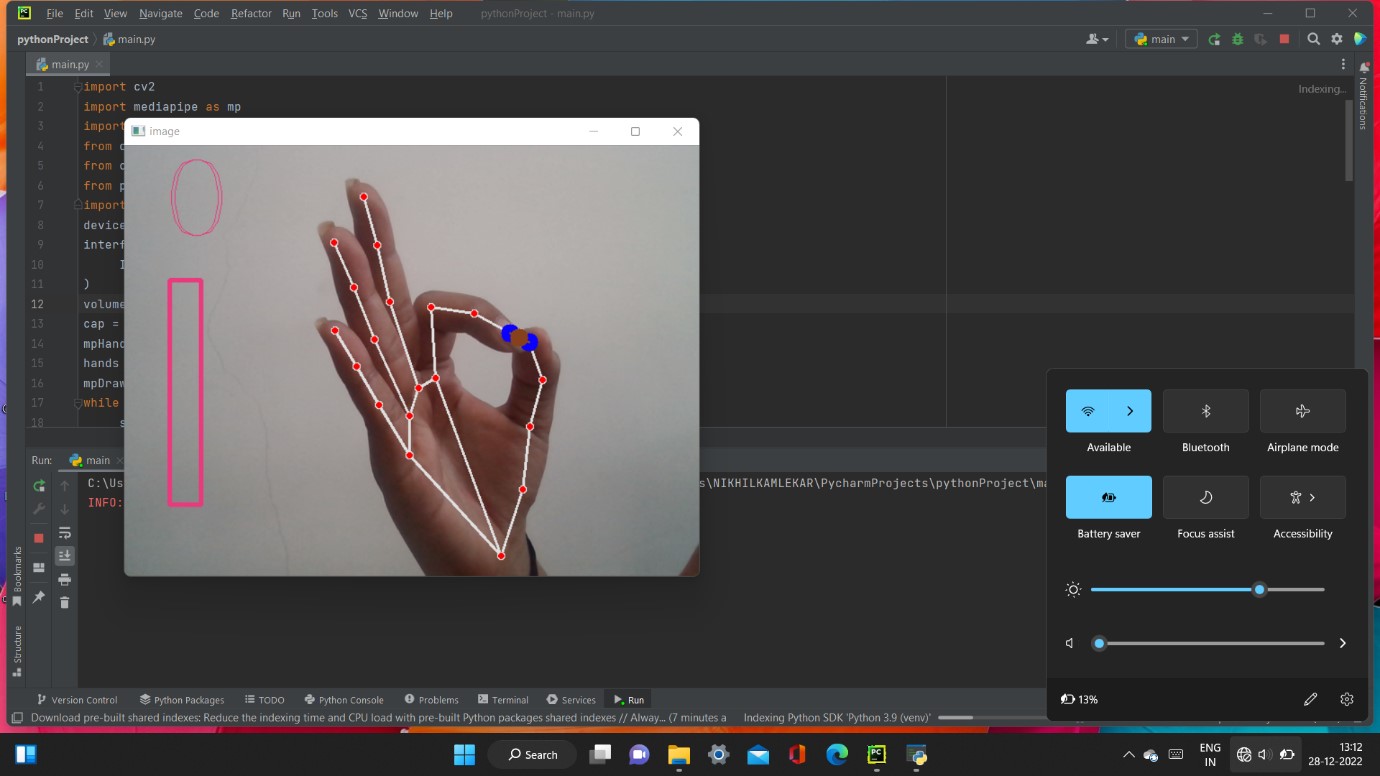 File Edit View Navigate Code Refactor Run Tools VCS Window Help pythonProject - main.py
pythonProject main.py main
main.py
Indexing...
1 import cv2
2 import mediapipe as mp
3 import
4 from
5 from
6 from
7 import
8 device
9 interf
10
11 )
12 volume
13 cap =
14 mpHand
15 hands
16 mpDraw
17 while
18
Notifications
image
0
Run: main
C:\Us s\NIKHILKAMLEKAR\PycharmProjects\pythonProject\ma
INFO:
Bookmarks
Structure
Available Bluetooth Airplane mode
Battery saver Focus assist Accessibility
13%
Version Control Python Packages TODO Python Console Problems Terminal Services Run
Download pre-built shared indexes: Reduce the indexing time and CPU load with pre-built Python packages shared indexes // Alway... (7 minutes a Indexing Python SDK 'Python 3.9 (venv)'
Search
ENG
IN
13:12
28-12-2022